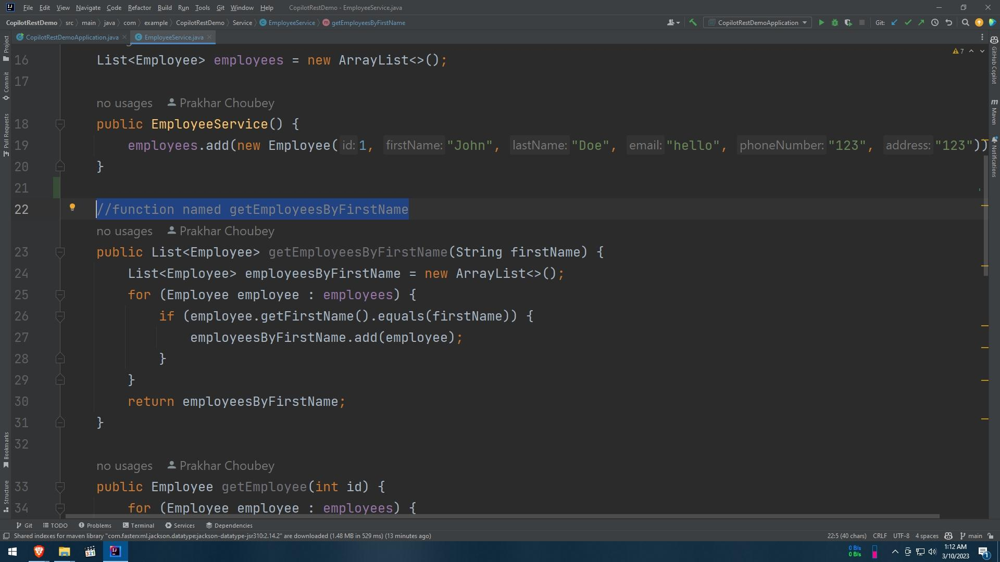 File Edit View Navigate Code Refactor Build Run Tools Git Window Help CopilotRestDemo - EmployeeService.java
CopilotRestDemo src main java com example CopilotRestDemo Service EmployeeService getEmployeesByFirstName CopilotRestDemoApplication Git:
CopilotRestDemoApplication.java EmployeeService.java
7
Project
Commit
Pull Requests
Bookmarks
Structure
GitHub Copilot
Maven
Notifications
16 List<Employee> employees = new ArrayList<>();
17
no usages Prakhar Choubey
18 public EmployeeService() {
19 employees.add(new Employee( id: 1, firstName: "John", lastName: "Doe", email: "hello", phoneNumber: "123", address: "123"))
20 }
21
22 //function named getEmployeesByFirstName
no usages Prakhar Choubey
23 public List<Employee> getEmployeesByFirstName(String firstName) {
24 List<Employee> employeesByFirstName = new ArrayList<>();
25 for (Employee employee : employees) {
26 if (employee.getFirstName().equals(firstName)) {
27 employeesByFirstName.add(employee);
28 }
29 }
30 return employeesByFirstName;
31 }
32
no usages Prakhar Choubey
33 public Employee getEmployee(int id) {
34 for (Employee employee : employees) {
Git TODO Problems Terminal Services Dependencies
Shared indexes for maven library "com.fasterxml.jackson.datatype:jackson-datatype-jsr310:2.14.2" are downloaded (1.48 MB in 529 ms) (13 minutes ago) 22:5 (40 chars) CRLF UTF-8 4 spaces main
0 B/s
0 B/s
1:12 AM
3/10/2023
1
321